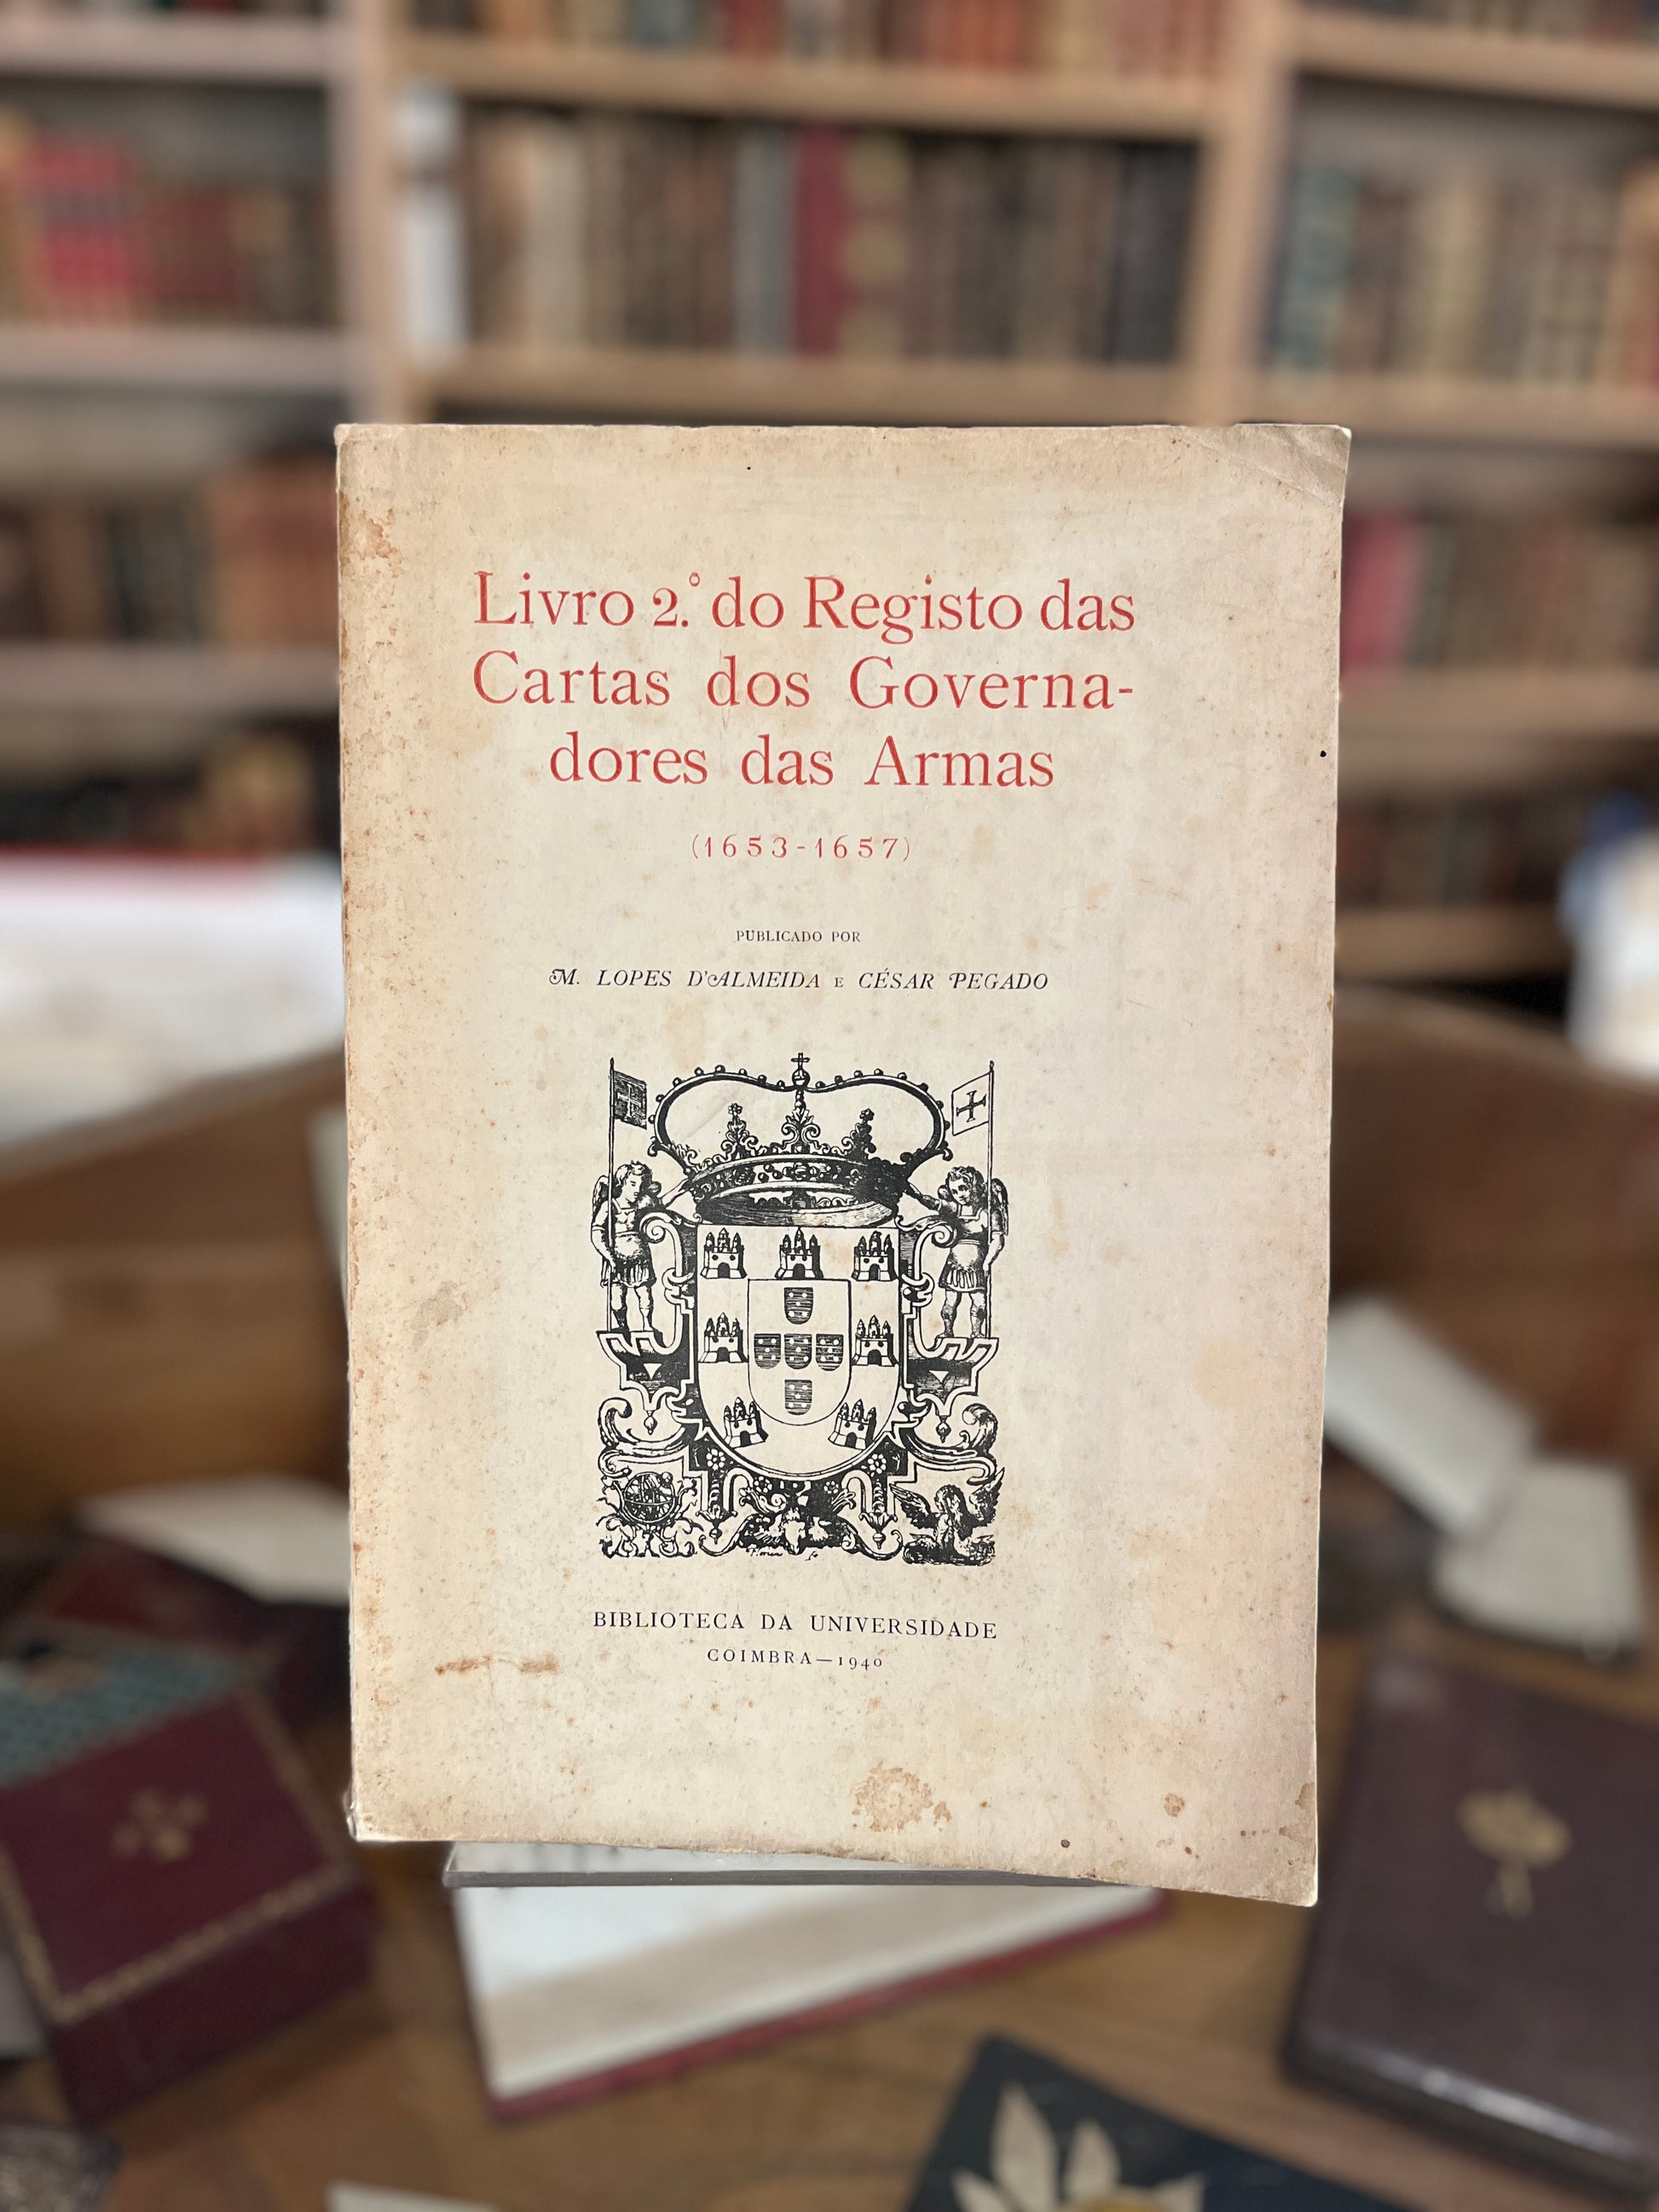 Livro 2.º do Registo das
Cartas dos Governa-
dores das Armas
(1653-1657)
PUBLICADO POR
M. LOPES D'ALMEIDA E CÉSAR PEGADO
BIBLIOTECA DA UNIVERSIDADE
COIMBRA—1940